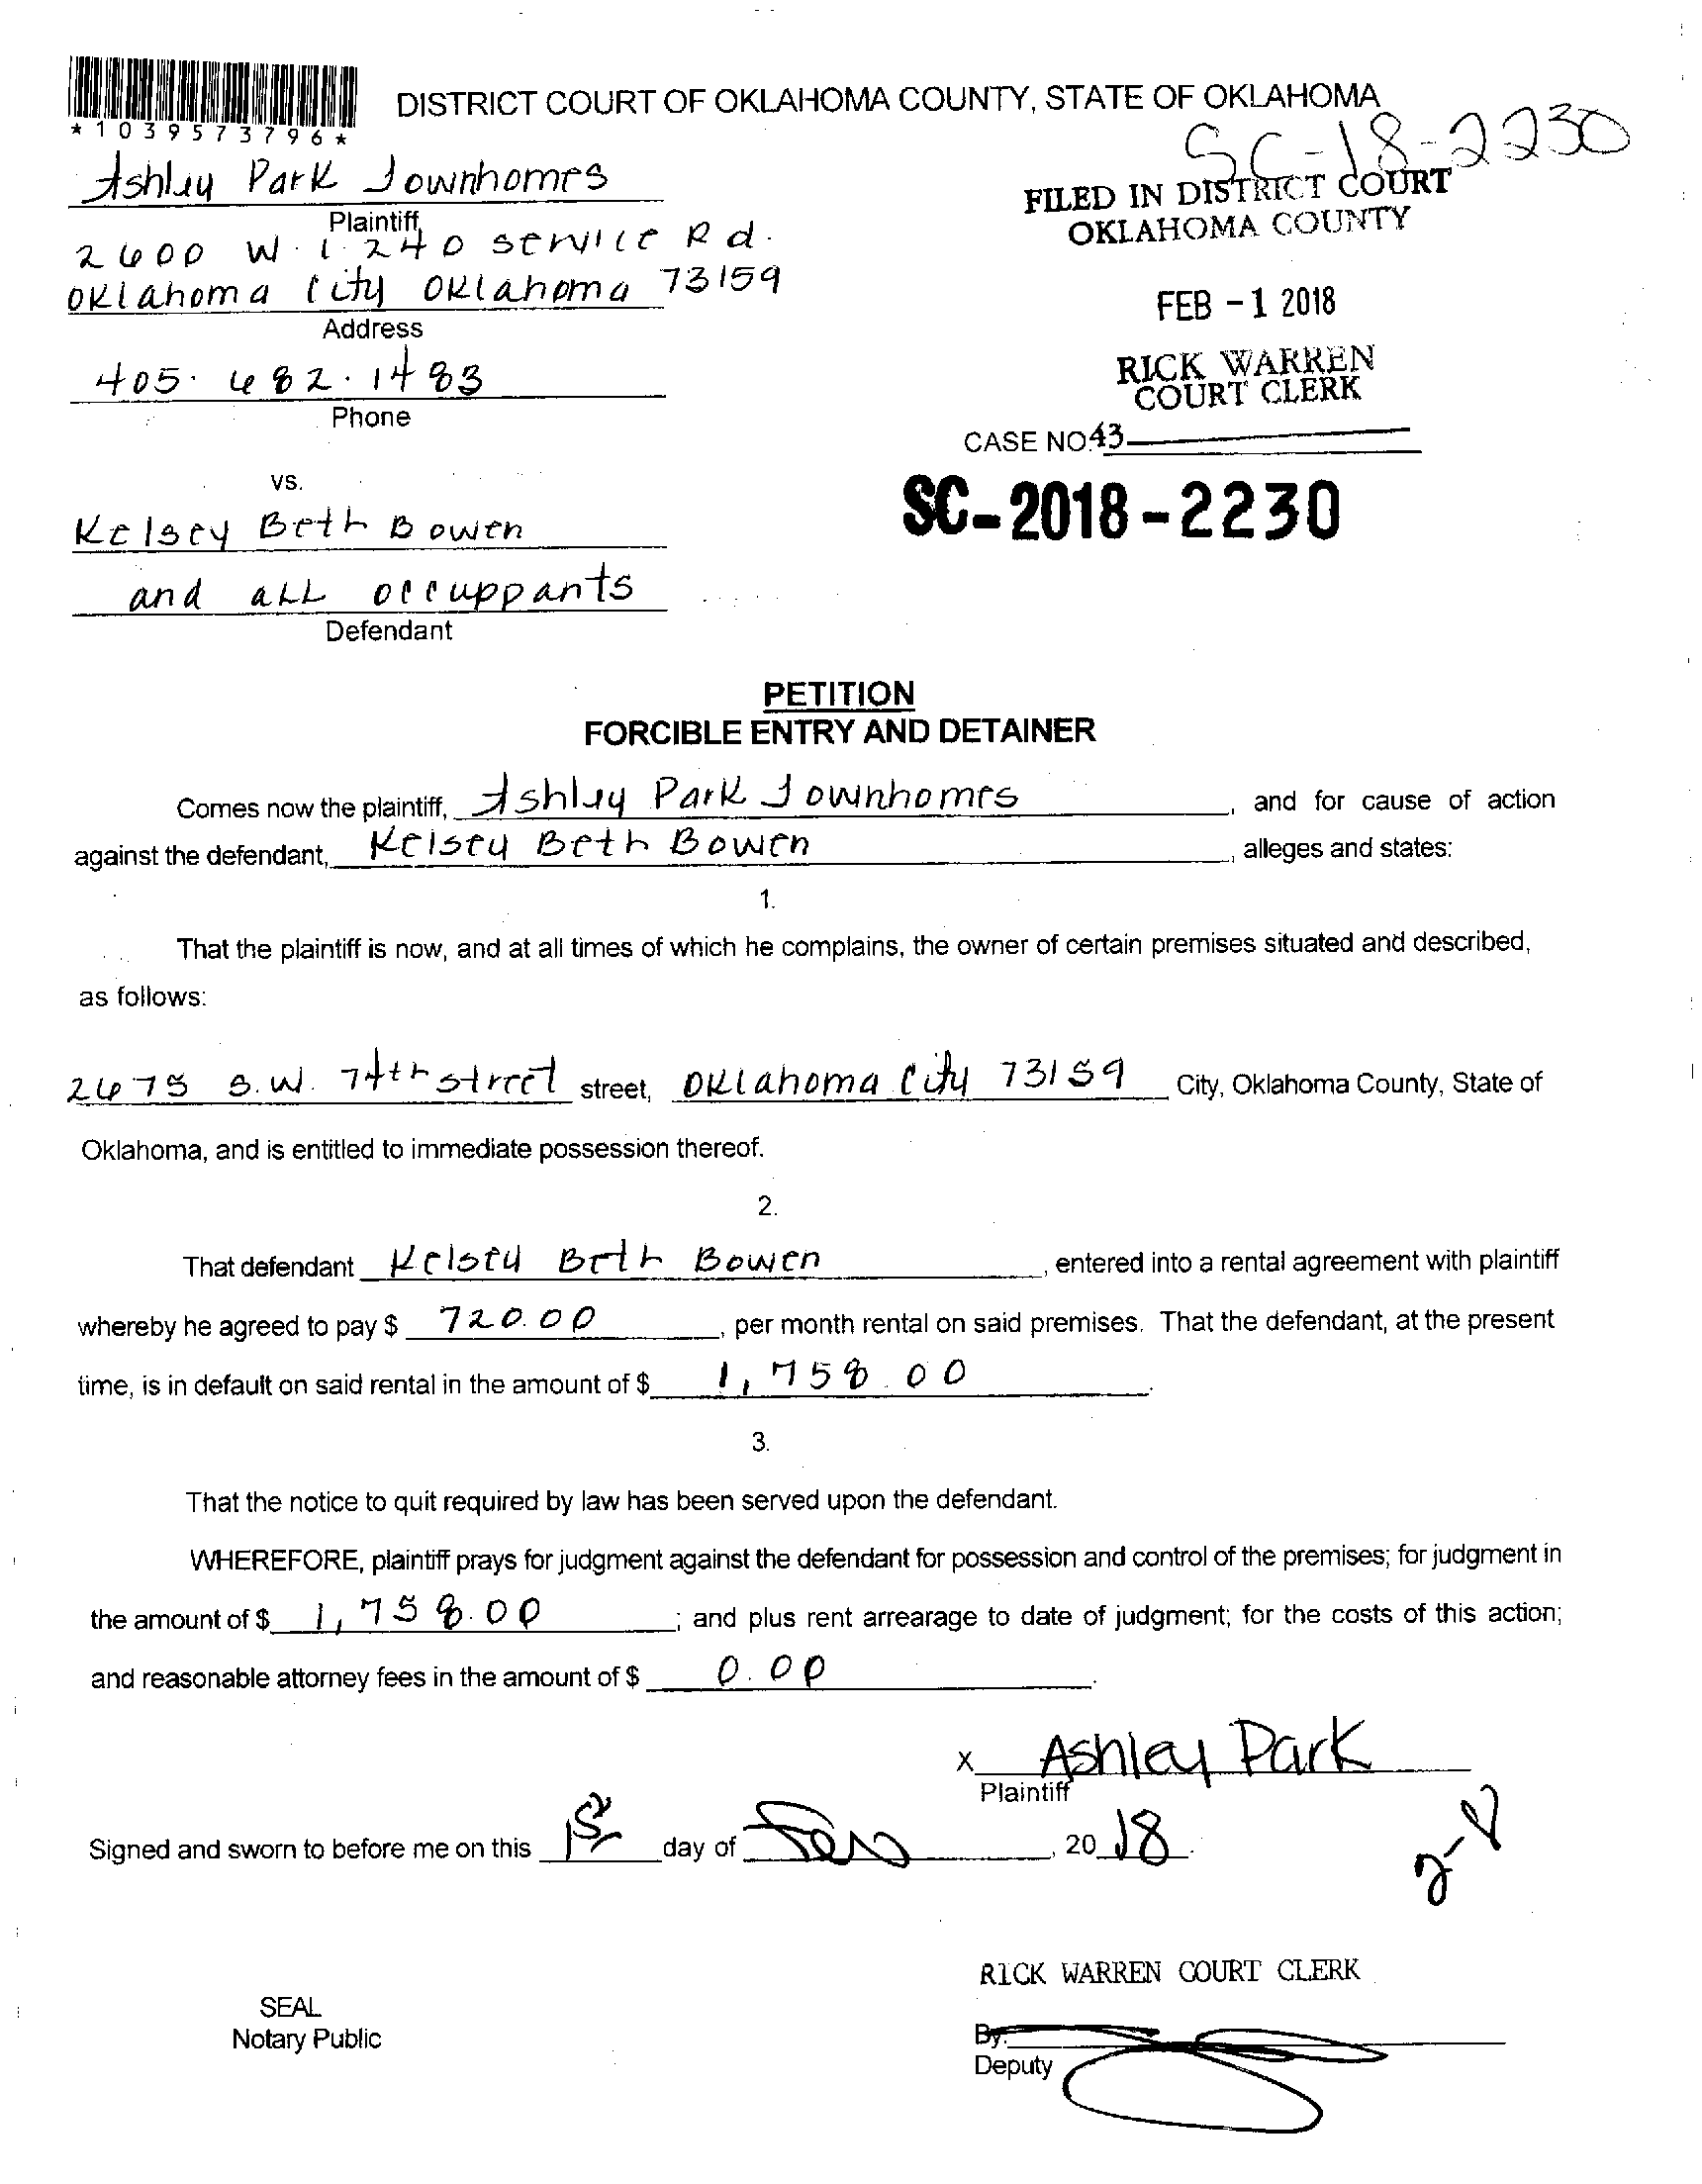 *1039573796*
DISTRICT COURT OF OKLAHOMA COUNTY, STATE OF OKLAHOMA
SC-18-2230
Ashley Park Townhomes
Plaintiff
FILED IN DISTRICT COURT
OKLAHOMA COUNTY
2600 W. I 240 service Rd.
Oklahoma City Oklahoma 73159
Address
FEB -1 2018
405. 682. 1483
Phone
RICK WARREN
COURT CLERK
CASE NO. 43
vs.
SC-2018-2230
Kelsey Beth Bowen
and all occuppants
Defendant
PETITION
FORCIBLE ENTRY AND DETAINER
Comes now the plaintiff, Ashley Park Townhomes, and for cause of action
against the defendant, Kelsey Beth Bowen, alleges and states:
1.
That the plaintiff is now, and at all times of which he complains, the owner of certain premises situated and described,
as follows:
2675 S.W. 74th street street, Oklahoma City 73159 City, Oklahoma County, State of
Oklahoma, and is entitled to immediate possession thereof.
2.
That defendant Kelsey Beth Bowen, entered into a rental agreement with plaintiff
whereby he agreed to pay $ 720.00, per month rental on said premises. That the defendant, at the present
time, is in default on said rental in the amount of $ 1,758.00.
3.
That the notice to quit required by law has been served upon the defendant.
WHEREFORE, plaintiff prays for judgment against the defendant for possession and control of the premises; for judgment in
the amount of $ 1,758.00; and plus rent arrearage to date of judgment; for the costs of this action;
and reasonable attorney fees in the amount of $ 0.00.
x Ashley Park
Plaintiff
Signed and sworn to before me on this 1st day of , 20 18.
RICK WARREN COURT CLERK
SEAL
Notary Public
By:
Deputy